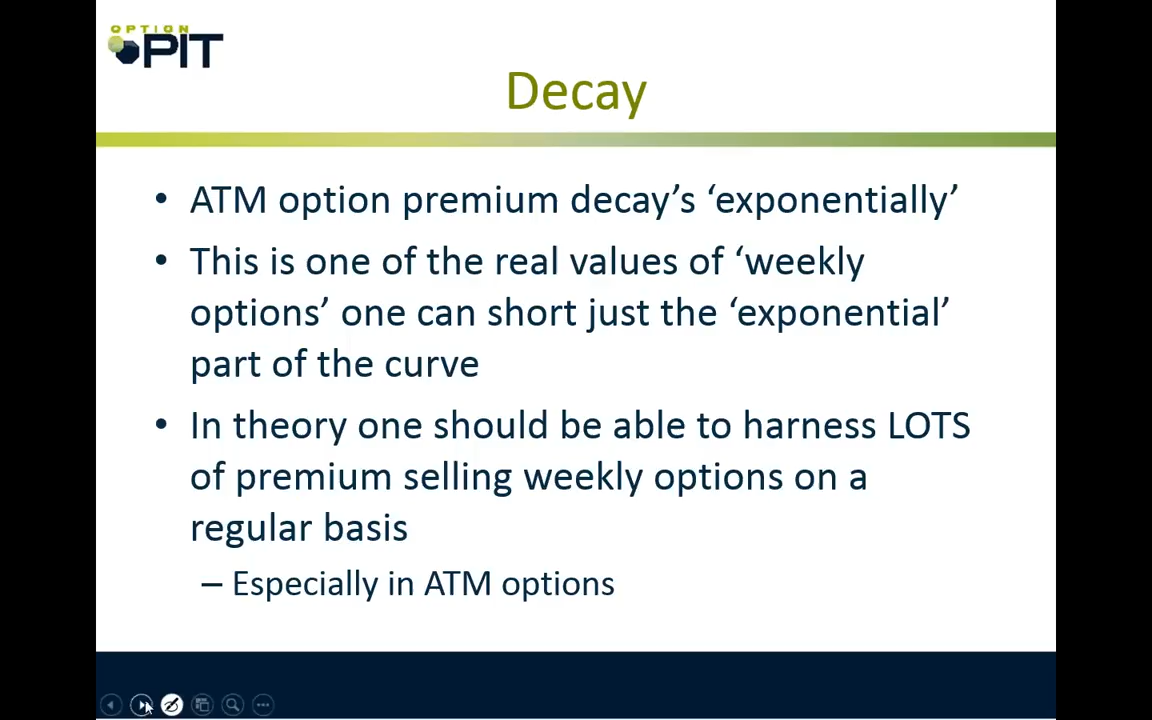 OPTION
PIT
Decay
• ATM option premium decay’s ‘exponentially’
• This is one of the real values of ‘weekly
options’ one can short just the ‘exponential’
part of the curve
• In theory one should be able to harness LOTS
of premium selling weekly options on a
regular basis
– Especially in ATM options